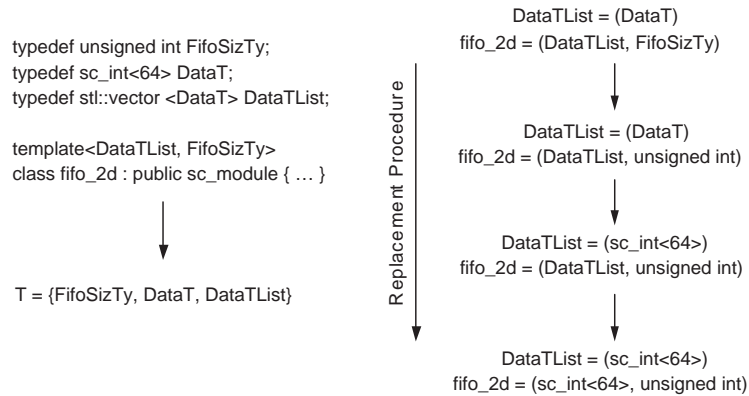 typedef unsigned int FifoSizTy;
typedef sc_int<64> DataT;
typedef stl::vector <DataT> DataTList;
template<DataTList, FifoSizTy>
class fifo_2d : public sc_module { … }
T = {FifoSizTy, DataT, DataTList}
Replacement Procedure
DataTList = (DataT)
fifo_2d = (DataTList, FifoSizTy)
DataTList = (DataT)
fifo_2d = (DataTList, unsigned int)
DataTList = (sc_int<64>)
fifo_2d = (DataTList, unsigned int)
DataTList = (sc_int<64>)
fifo_2d = (sc_int<64>, unsigned int)